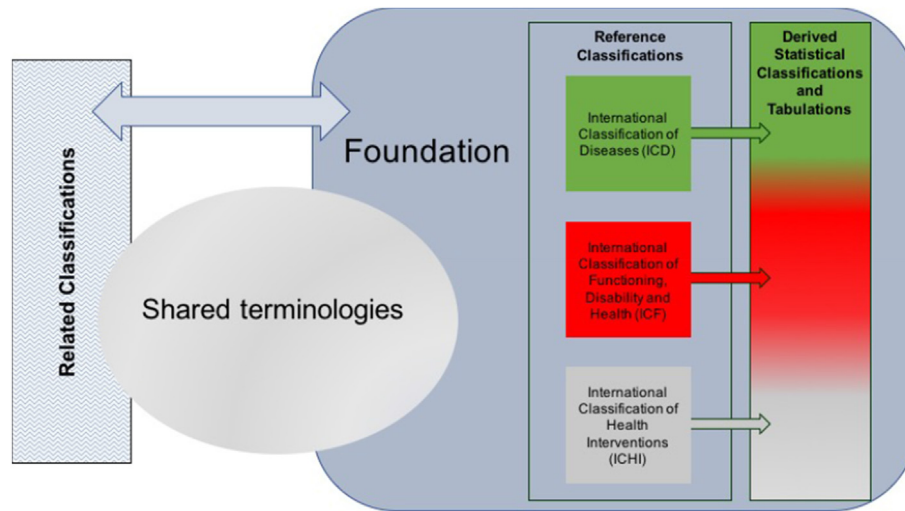 Related Classifications
Shared terminologies
Foundation
Reference
Classifications
International
Classification of
Diseases (ICD)
International
Classification of
Functioning,
Disability and
Health (ICF)
International
Classification of
Health
Interventions
(ICHI)
Derived
Statistical
Classifications
and
Tabulations